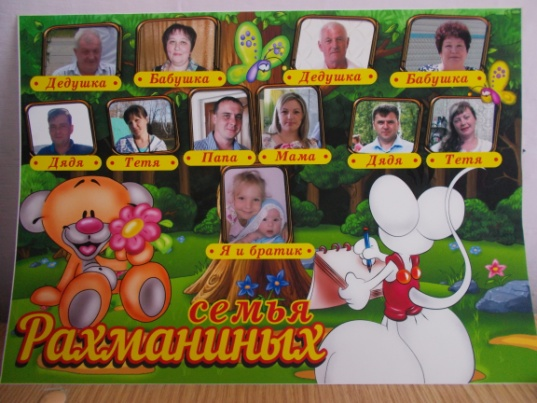 Дедушка
Бабушка
Дедушка
Бабушка
Дядя
Тетя
Папа
Мама
Дядя
Тетя
Я и братик
семья
Рахманиных